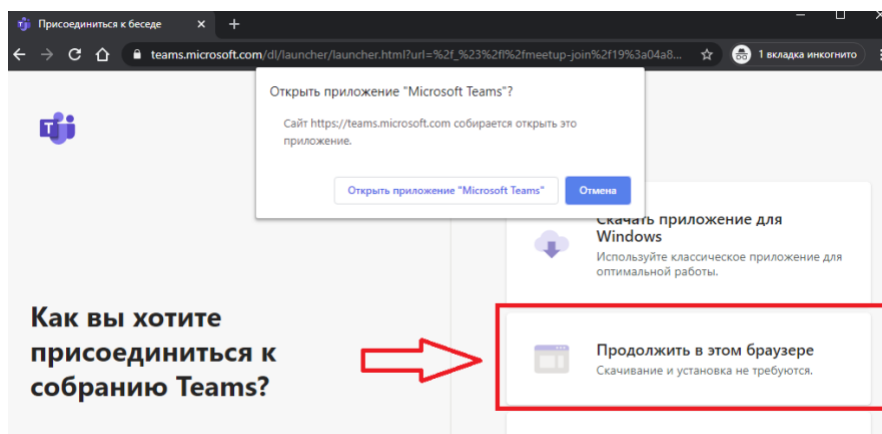 Присоединиться к беседе
teams.microsoft.com/dl/launcher/launcher.html?url=%2f_%23%2fl%2fmeetup-join%2f19%3a04a8...
1 вкладка инкогнито
Открыть приложение "Microsoft Teams"?
Сайт https://teams.microsoft.com собирается открыть это
приложение.
Открыть приложение "Microsoft Teams"
Отмена
Скачать приложение для
Windows
Используйте классическое приложение для
оптимальной работы.
Как вы хотите
присоединиться к
собранию Teams?
Продолжить в этом браузере
Скачивание и установка не требуются.